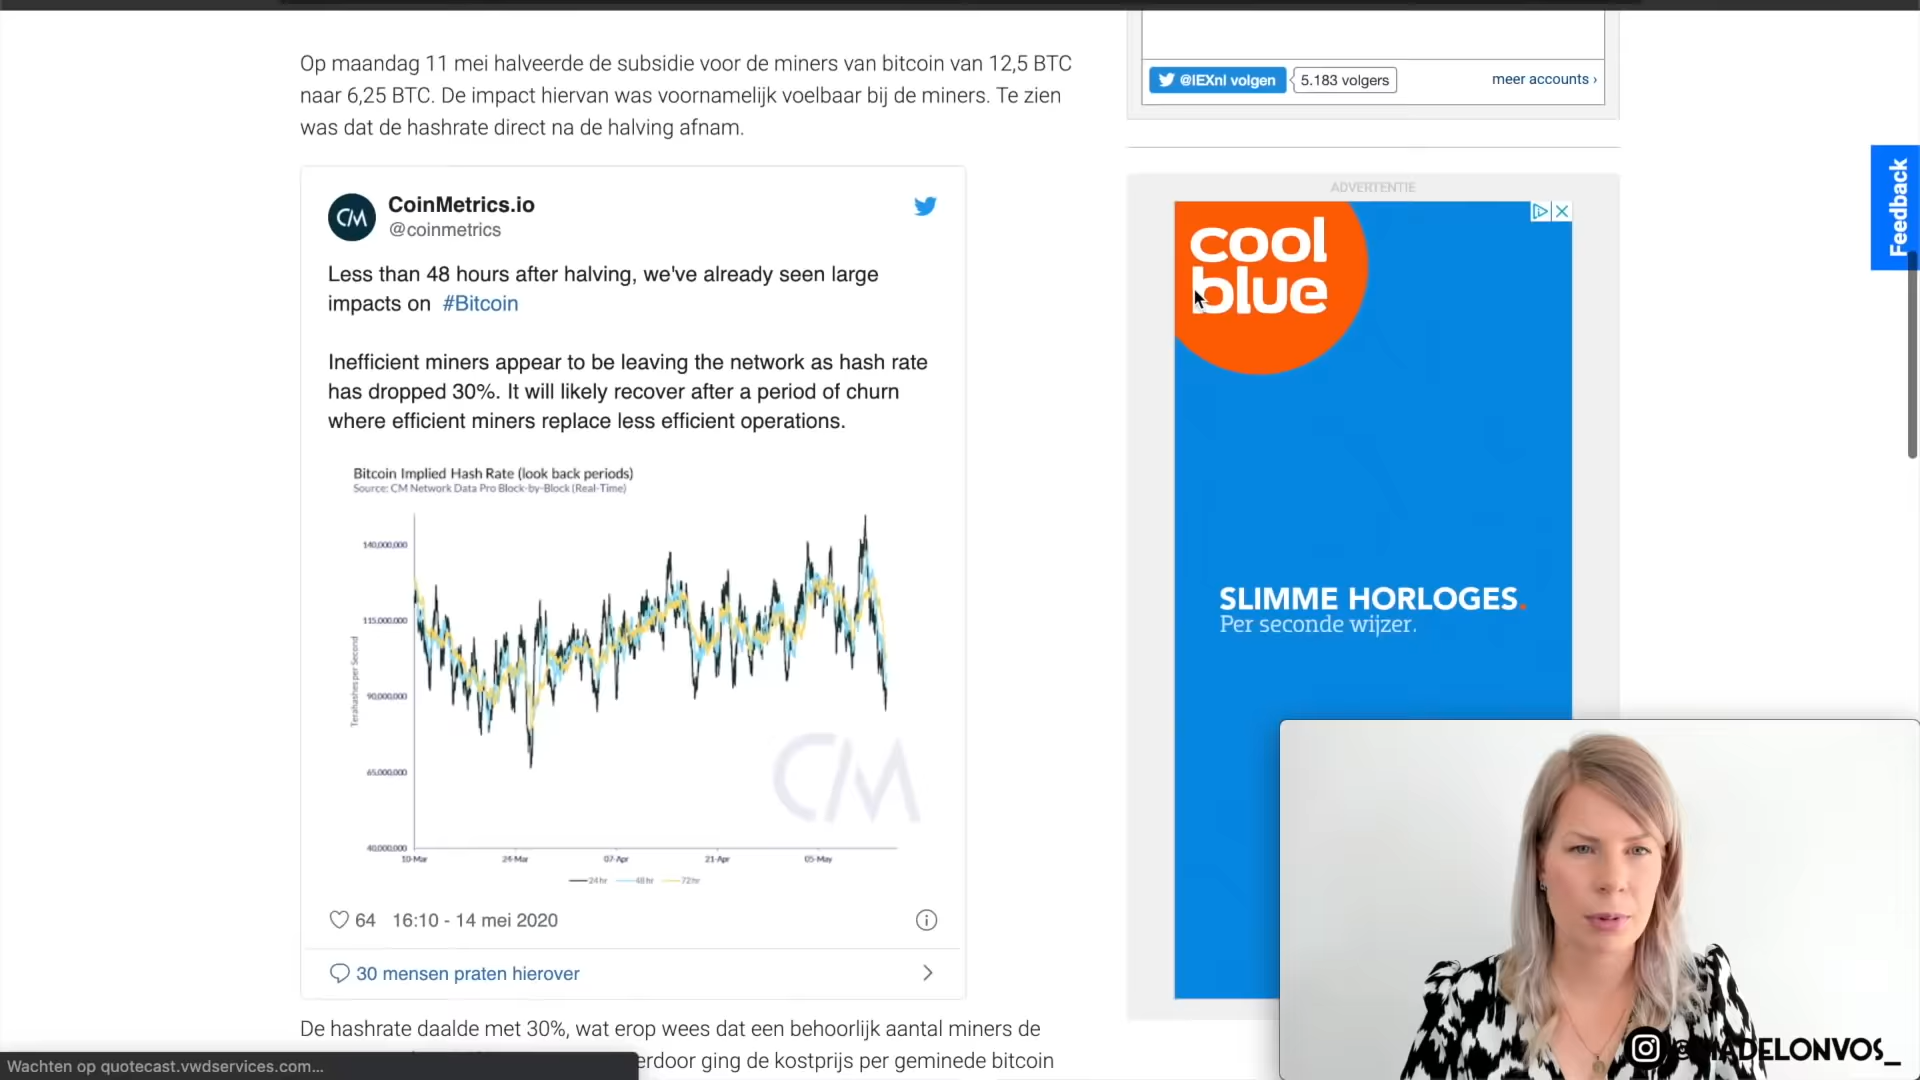 Op maandag 11 mei halveerde de subsidie voor de miners van bitcoin van 12,5 BTC
naar 6,25 BTC. De impact hiervan was voornamelijk voelbaar bij de miners. Te zien
was dat de hashrate direct na de halving afnam.
CM
CoinMetrics.io
@coinmetrics
Less than 48 hours after halving, we've already seen large
impacts on #Bitcoin
Inefficient miners appear to be leaving the network as hash rate
has dropped 30%. It will likely recover after a period of churn
where efficient miners replace less efficient operations.
Bitcoin Implied Hash Rate (look back periods)
Source: CM Network Data Pro Block-by-Block (Real-Time)
Terahashes per Second
140,000,000
115,000,000
90,000,000
65,000,000
40,000,000
10-Mar 24-Mar 07-Apr 21-Apr 05-May
24hr 48hr 72hr
CM
64 16:10 - 14 mei 2020
30 mensen praten hierover
De hashrate daalde met 30%, wat erop wees dat een behoorlijk aantal miners de
erdoor ging de kostprijs per geminede bitcoin
Wachten op quotecast.vwdservices.com...
@IEXnl volgen 5.183 volgers meer accounts ›
ADVERTENTIE
cool
blue
SLIMME HORLOGES.
Per seconde wijzer.
Feedback
@MADELONVOS_